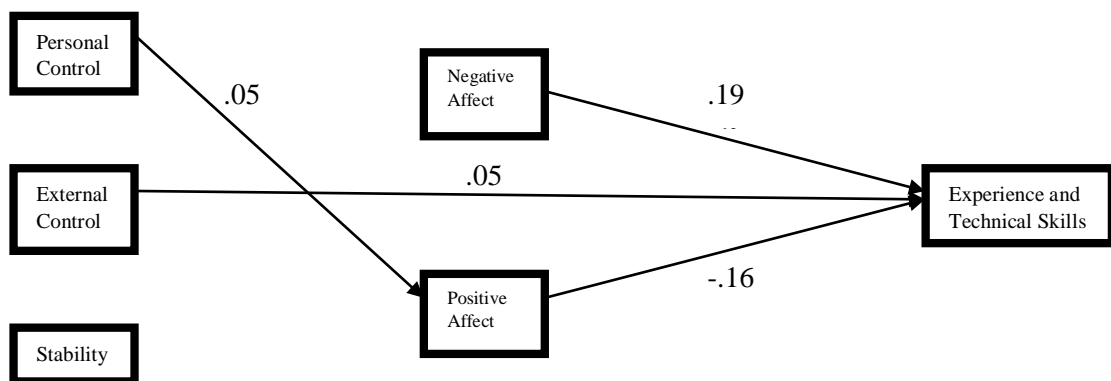 Personal
Control
Negative
Affect
.05
.19
External
Control
.05
Experience and
Technical Skills
Positive
Affect
-.16
Stability